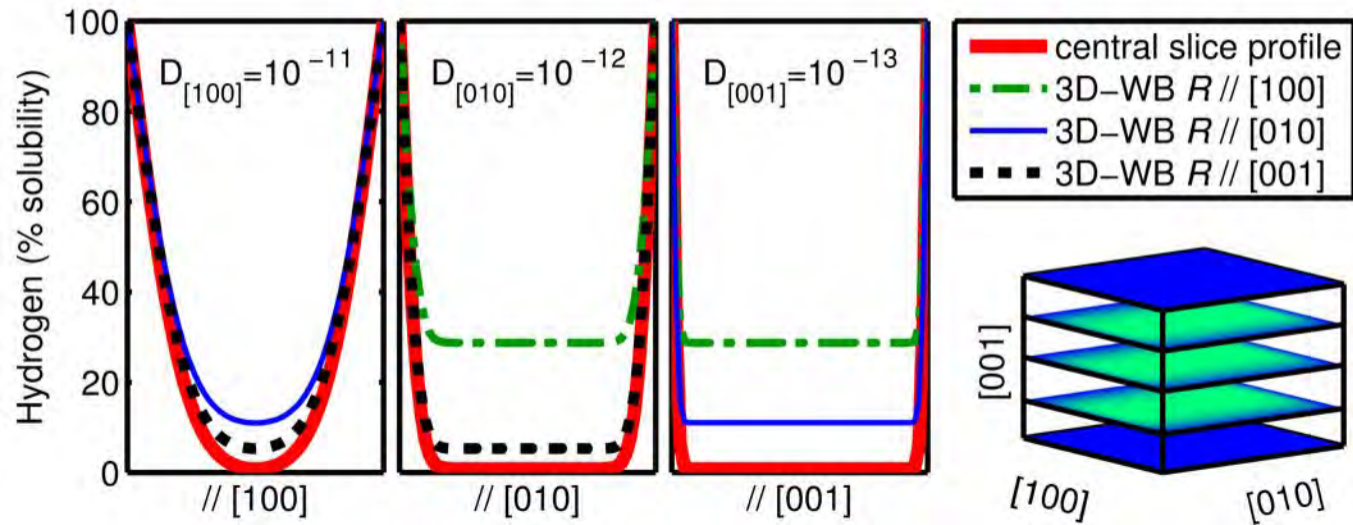 Hydrogen (% solubility)
100
80
60
40
20
0
D[100]=10 −11
D[010]=10 −12
D[001]=10 −13
// [100]
// [010]
// [001]
central slice profile
3D−WB R // [100]
3D−WB R // [010]
3D−WB R // [001]
[001]
[100]
[010]